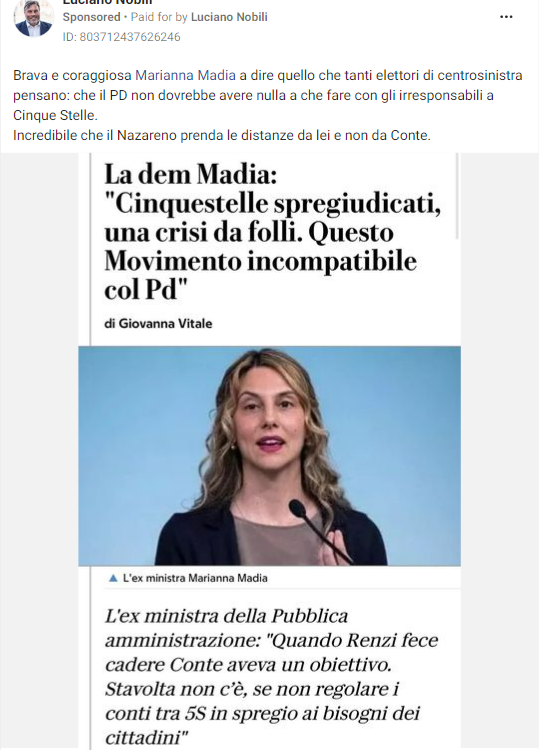 Luciano Nobili
Sponsored • Paid for by Luciano Nobili
ID: 803712437626246
Brava e coraggiosa Marianna Madia a dire quello che tanti elettori di centrosinistra
pensano: che il PD non dovrebbe avere nulla a che fare con gli irresponsabili a
Cinque Stelle.
Incredibile che il Nazareno prenda le distanze da lei e non da Conte.
La dem Madia:
"Cinquestelle spregiudicati,
una crisi da folli. Questo
Movimento incompatibile
col Pd"
di Giovanna Vitale
L'ex ministra Marianna Madia
L'ex ministra della Pubblica
amministrazione: "Quando Renzi fece
cadere Conte aveva un obiettivo.
Stavolta non c'è, se non regolare i
conti tra 5S in spregio ai bisogni dei
cittadini"